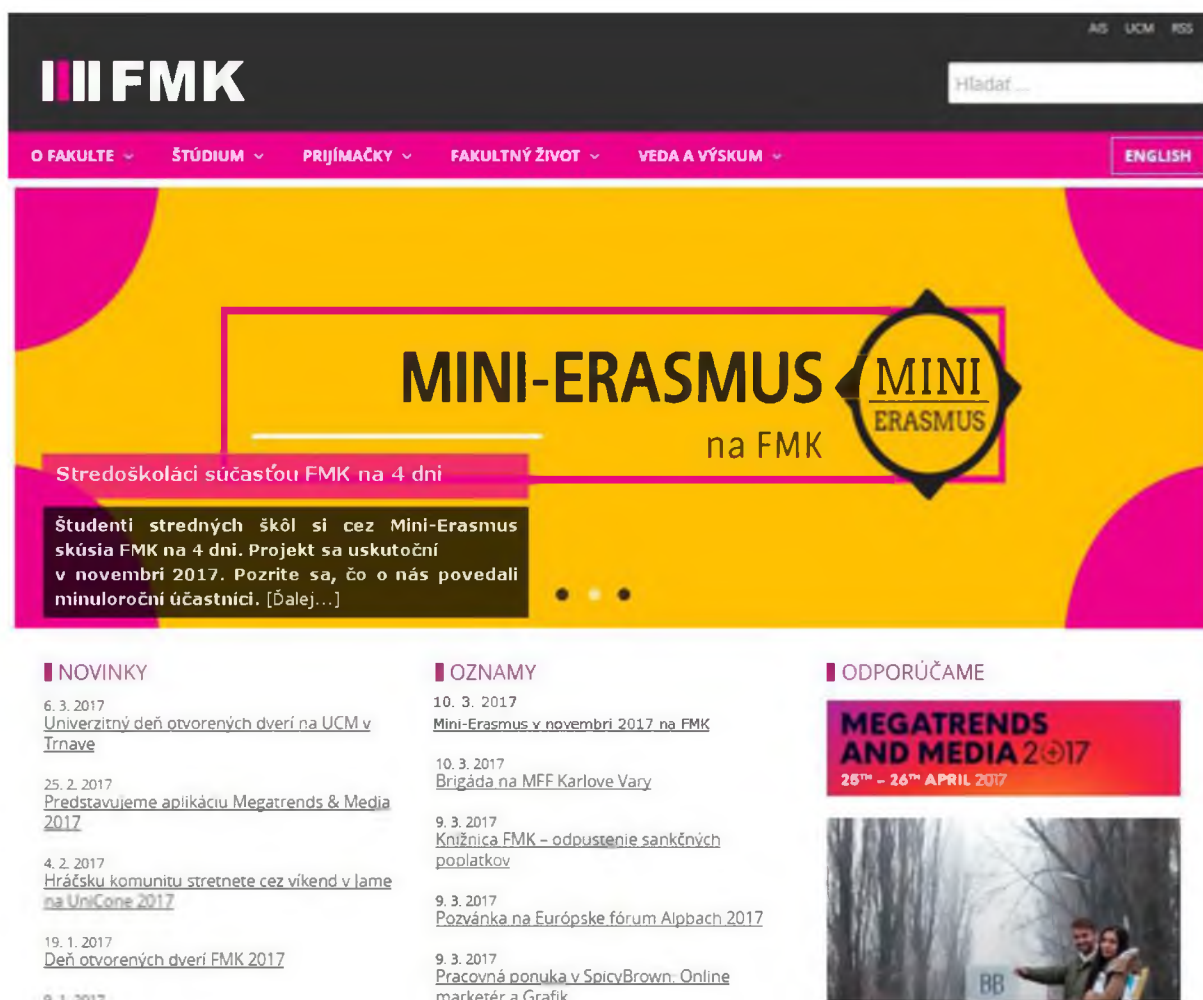 AIS UCM RSS
FMK
Hľadať ...
O FAKULTE ŠTÚDIUM PRIJÍMAČKY FAKULTNÝ ŽIVOT VEDA A VÝSKUM ENGLISH
MINI-ERASMUS
na FMK
MINI
ERASMUS
Stredoškoláci súčasťou FMK na 4 dni
Študenti stredných škôl si cez Mini-Erasmus
skúsia FMK na 4 dni. Projekt sa uskutoční
v novembri 2017. Pozrite sa, čo o nás povedali
minuloroční účastníci. [Ďalej...]
NOVINKY
6. 3. 2017
Univerzitný deň otvorených dverí na UCM v
Trnave
25. 2. 2017
Predstavujeme aplikáciu Megatrends & Media
2017
4. 2. 2017
Hráčsku komunitu stretnete cez víkend v Jame
na UniCone 2017
19. 1. 2017
Deň otvorených dverí FMK 2017
9. 1. 2017
OZNAMY
10. 3. 2017
Mini-Erasmus v novembri 2017 na FMK
10. 3. 2017
Brigáda na MFF Karlove Vary
9. 3. 2017
Knižnica FMK – odpustenie sankčných
poplatkov
9. 3. 2017
Pozvánka na Európske fórum Alpbach 2017
9. 3. 2017
Pracovná ponuka v SpicyBrown: Online
marketér a Grafik
ODPORÚČAME
MEGATRENDS
AND MEDIA 2017
25TH – 26TH APRIL 2017
BB